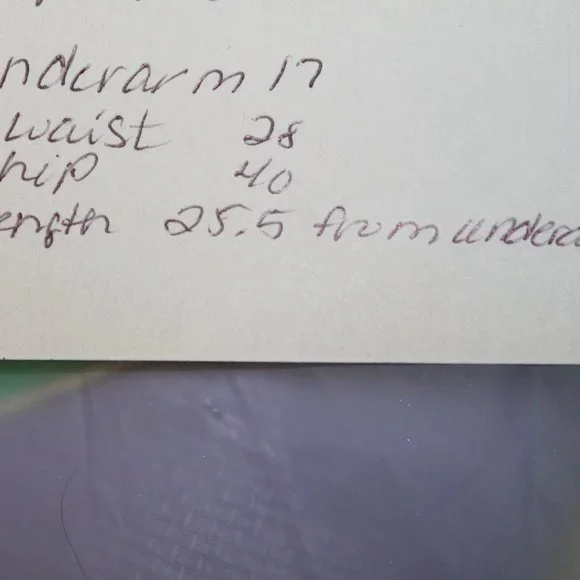 nderarm 17
waist 28
hip 40
ength 25.5 from undera